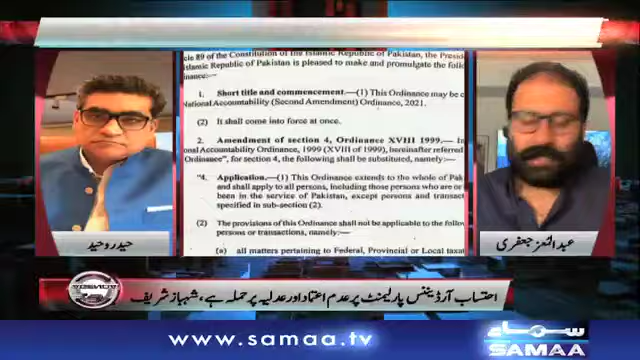 cle 89 of the Constitution of the Islamic Republic of Pakistan, the Presid
Islamic Republic of Pakistan is pleased to make and promulgate the follo
inance:-
1. Short title and commencement.- (1) This Ordinance may be c
National Accountability (Second Amendment) Ordinance, 2021.
(2) It shall come into force at once.
2. Amendment of section 4, Ordinance XVIII 1999.- In
onal Accountability Ordinance, 1999 (XVIII of 1999), hereinafter referred
Ordinance", for section 4, the following shall be substituted, namely:—
"4. Application.- (1) This Ordinance extends to the whole of Pak
and shall apply to all persons, including those persons who are or
been in the service of Pakistan, except persons and transact
specified in sub-section (2).
(2) The provisions of this Ordinance shall not be applicable to the follo
persons or transactions, namely:—
(a) all matters pertaining to Federal, Provincial or Local taxat
حیدر وحید
عبدالمعز جعفری
احتساب آرڈیننس پارلیمنٹ پر عدم اعتماد اور عدلیہ پر حملہ ہے، شہباز شریف
www.samaa.tv
سماء
SAMAA